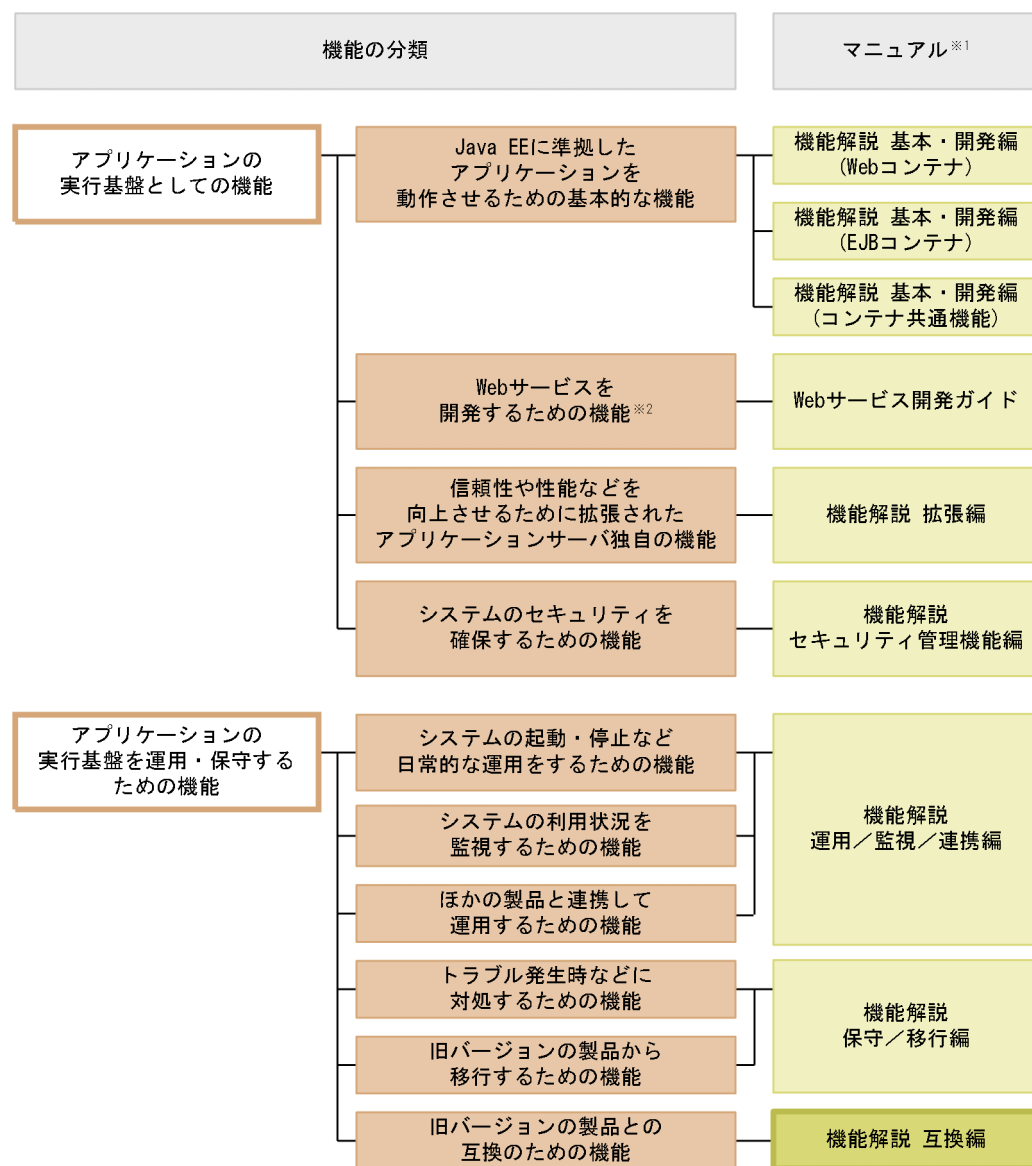 機能の分類
マニュアル※1
アプリケーションの
実行基盤としての機能
Java EEに準拠した
アプリケーションを
動作させるための基本的な機能
機能解説 基本・開発編
(Webコンテナ)
機能解説 基本・開発編
(EJBコンテナ)
機能解説 基本・開発編
(コンテナ共通機能)
Webサービスを
開発するための機能※2
Webサービス開発ガイド
信頼性や性能などを
向上させるために拡張された
アプリケーションサーバ独自の機能
機能解説 拡張編
システムのセキュリティを
確保するための機能
機能解説
セキュリティ管理機能編
アプリケーションの
実行基盤を運用・保守する
ための機能
システムの起動・停止など
日常的な運用をするための機能
システムの利用状況を
監視するための機能
ほかの製品と連携して
運用するための機能
機能解説
運用／監視／連携編
トラブル発生時などに
対処するための機能
旧バージョンの製品から
移行するための機能
機能解説
保守／移行編
旧バージョンの製品との
互換のための機能
機能解説 互換編